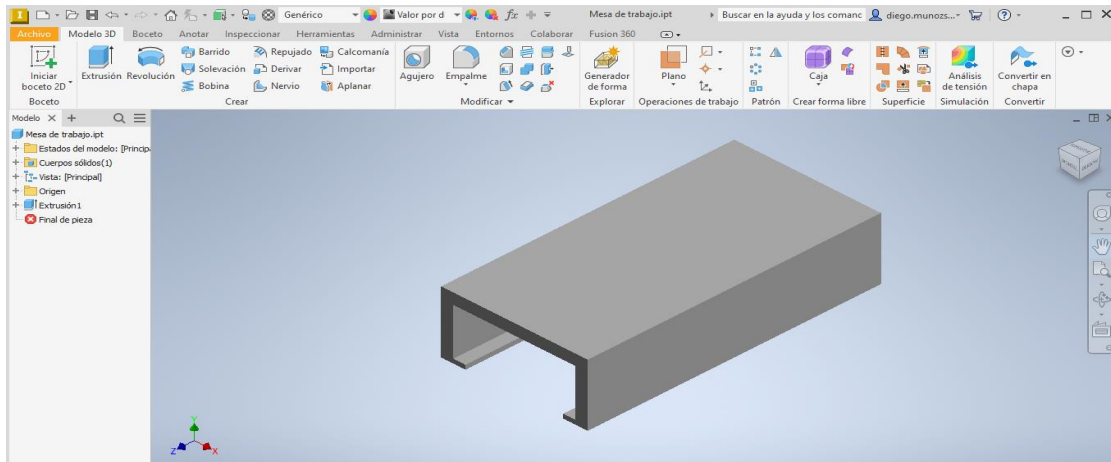 I Genérico Valor por d fx Mesa de trabajo.ipt Buscar en la ayuda y los comanc diego.munozs...
Archivo Modelo 3D Boceto Anotar Inspeccionar Herramientas Administrar Vista Entornos Colaborar Fusion 360
Iniciar boceto 2D
Extrusión
Revolución
Barrido
Solevación
Bobina
Repujado
Derivar
Nervio
Calcomanía
Importar
Aplanar
Agujero
Empalme
Generador de forma
Plano
Caja
Análisis de tensión
Convertir en chapa
Boceto Crear Modificar Explorar Operaciones de trabajo Patrón Crear forma libre Superficie Simulación Convertir
Modelo
Mesa de trabajo.ipt
Estados del modelo: [Princip
Cuerpos sólidos(1)
Vista: [Principal]
Origen
Extrusión1
Final de pieza
Y
Z X